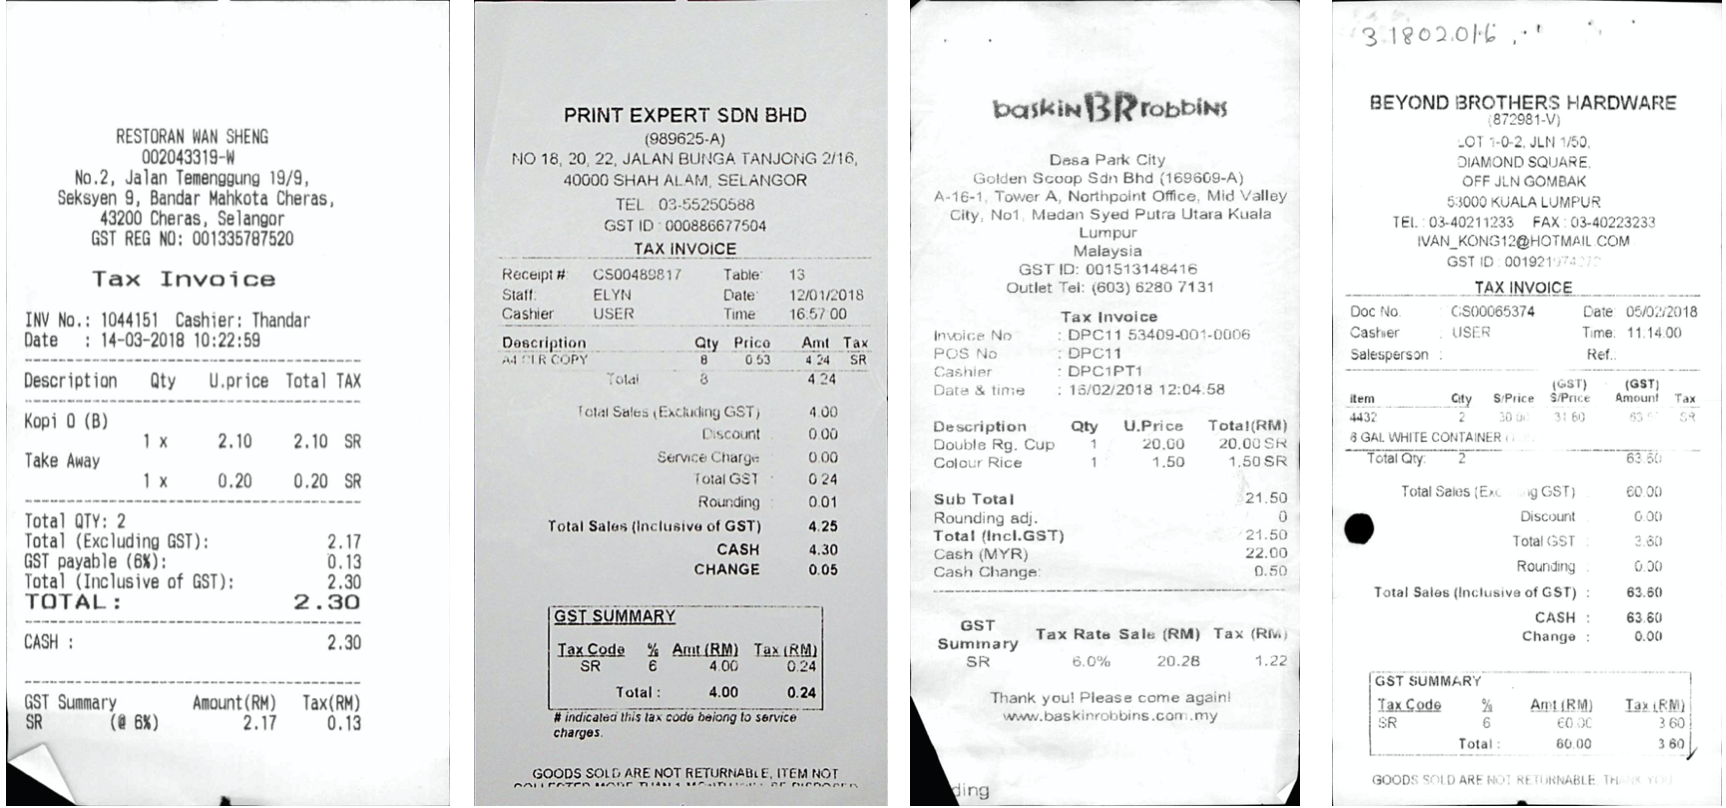 RESTORAN WAN SHENG
002043319-W
No.2, Jalan Temenggung 19/9,
Seksyen 9, Bandar Mahkota Cheras,
43200 Cheras, Selangor
GST REG NO: 001335787520
Tax Invoice
INV No.: 1044151 Cashier: Thandar
Date : 14-03-2018 10:22:59
Description Qty U.price Total TAX
Kopi O (B)
1 x 2.10 2.10 SR
Take Away
1 x 0.20 0.20 SR
Total QTY: 2
Total (Excluding GST): 2.17
GST payable (6%): 0.13
Total (Inclusive of GST): 2.30
TOTAL: 2.30
CASH : 2.30
GST Summary Amount(RM) Tax(RM)
SR (@ 6%) 2.17 0.13
PRINT EXPERT SDN BHD
(989625-A)
NO 18, 20, 22, JALAN BUNGA TANJONG 2/16,
40000 SHAH ALAM, SELANGOR
TEL 03-55250588
GST ID : 000886677504
TAX INVOICE
Receipt #: CS00489817 Table: 13
Staff: ELYN Date: 12/01/2018
Cashier USER Time 16:57:00
Description Qty Price Amt Tax
COPY 8 0.53 4.24 SR
Total 8 4.24
Total Sales (Excluding GST) 4.00
Discount 0.00
Service Charge 0.00
Total GST : 0.24
Rounding 0.01
Total Sales (Inclusive of GST) 4.25
CASH 4.30
CHANGE 0.05
GST SUMMARY
Tax Code % Amt (RM) Tax (RM)
SR 6 4.00 0.24
Total : 4.00 0.24
# indicated this tax code belong to service
charges.
GOODS SOLD ARE NOT RETURNABLE, ITEM NOT
baskin BR robbins
Desa Park City
Golden Scoop Sdn Bhd (169609-A)
A-16-1, Tower A, Northpoint Office, Mid Valley
City, No1, Medan Syed Putra Utara Kuala
Lumpur
Malaysia
GST ID: 001513148416
Outlet Tel: (603) 6280 7131
Tax Invoice
Invoice No : DPC11 53409-001-0006
POS No : DPC11
Cashier : DPC1PT1
Date & time : 16/02/2018 12:04:58
Description Qty U.Price Total(RM)
Double Rg. Cup 1 20.00 20.00 SR
Colour Rice 1 1.50 1.50 SR
Sub Total 21.50
Rounding adj. 0
Total (Incl.GST) 21.50
Cash (MYR) 22.00
Cash Change: 0.50
GST Summary Tax Rate Sale (RM) Tax (RM)
SR 6.0% 20.28 1.22
Thank you! Please come again!
www.baskinrobbins.com.my
ding
BEYOND BROTHERS HARDWARE
(872981-V)
LOT 1-0-2, JLN 1/50,
DIAMOND SQUARE,
OFF JLN GOMBAK
53000 KUALA LUMPUR
TEL : 03-40211233 FAX : 03-40223233
IVAN_KONG12@HOTMAIL.COM
GST ID
TAX INVOICE
Doc No. : CS00065374 Date: 05/02/2018
Cashier : USER Time: 11:14:00
Salesperson : Ref.:
Item Qty S/Price (GST) S/Price (GST) Amount Tax
4432 2 31.80 SR
GAL WHITE CONTAINER
Total Qty: 2 63.60
Total Sales GST) 60.00
Discount : 0.00
Total GST : 3.60
Rounding : 0.00
Total Sales (Inclusive of GST) : 63.60
CASH : 63.60
Change : 0.00
GST SUMMARY
Tax Code % Amt (RM) Tax (RM)
SR 6 60.00 3.60
Total : 60.00 3.60
GOODS SOLD ARE NOT RETURNABLE, THANK YOU